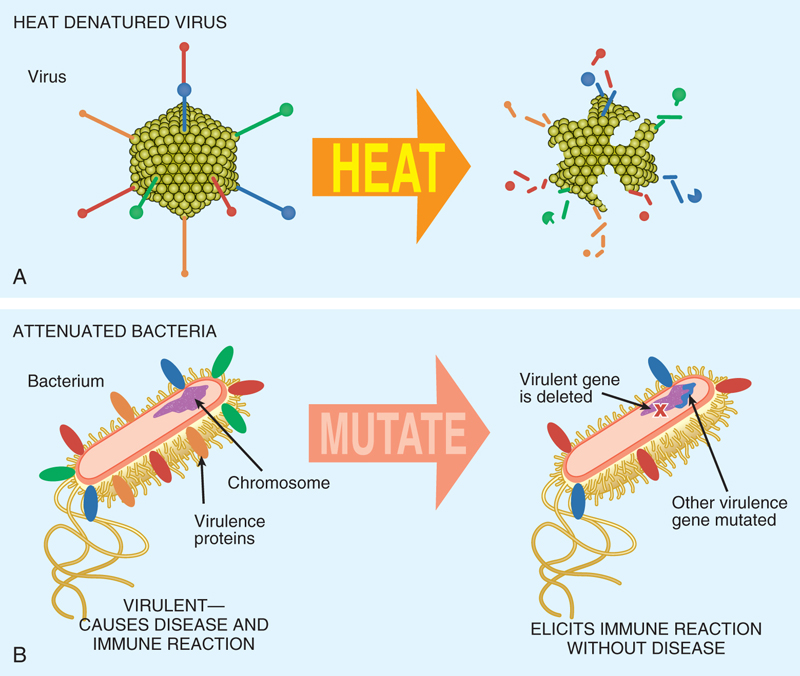 HEAT DENATURED VIRUS
Virus
HEAT
A
ATTENUATED BACTERIA
Bacterium
MUTATE
Chromosome
Virulence
proteins
VIRULENT—
CAUSES DISEASE AND
IMMUNE REACTION
Virulent gene
is deleted
X
Other virulence
gene mutated
ELICITS IMMUNE REACTION
WITHOUT DISEASE
B